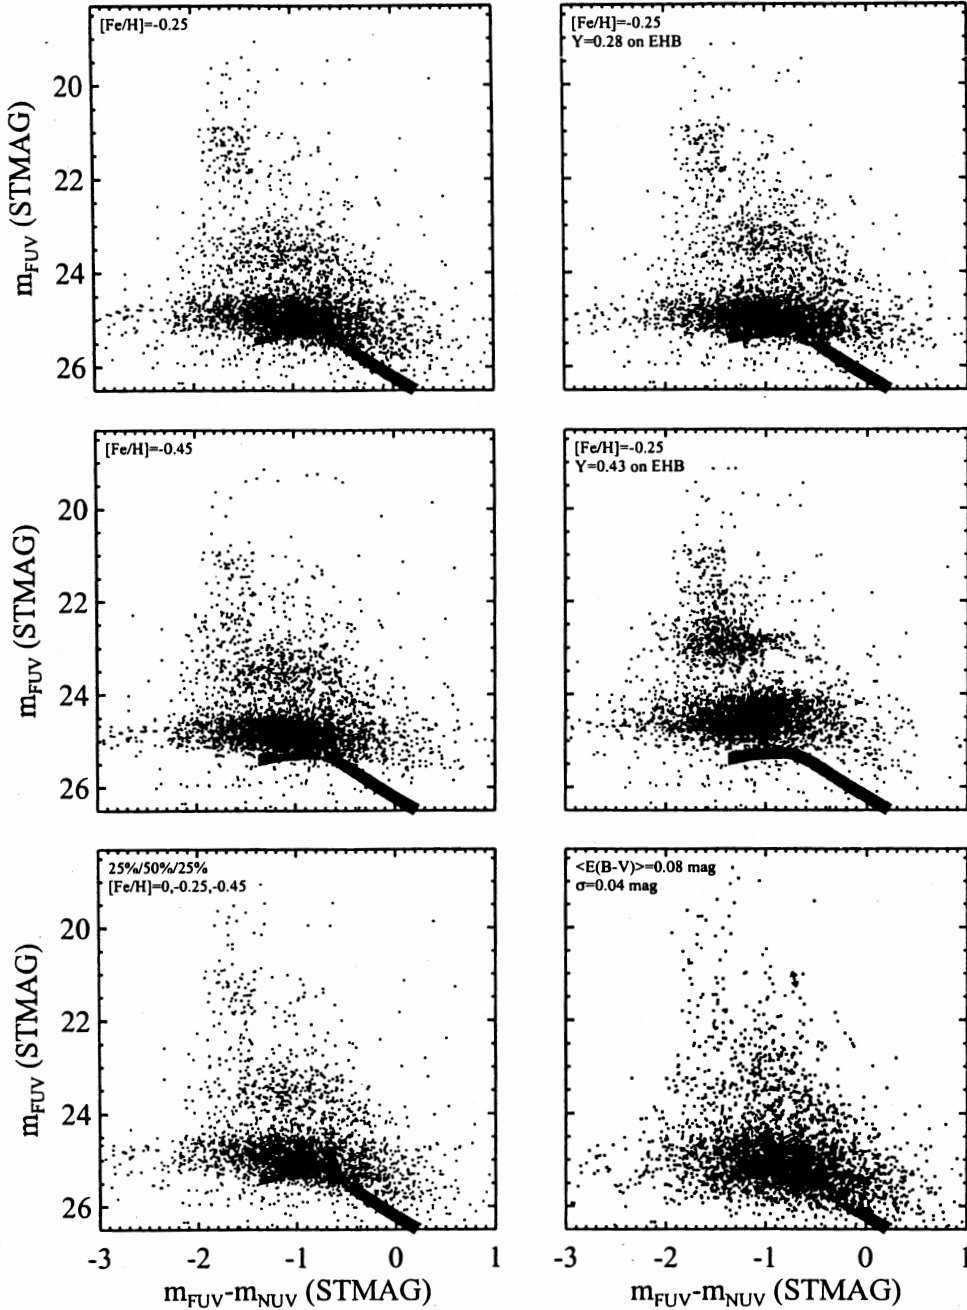 [Fe/H]=-0.25
20
22
24
26
m_FUV (STMAG)
[Fe/H]=-0.25
Y=0.28 on EHB
[Fe/H]=-0.45
20
22
24
26
m_FUV (STMAG)
[Fe/H]=-0.25
Y=0.43 on EHB
25%/50%/25%
[Fe/H]=0,-0.25,-0.45
20
22
24
26
m_FUV (STMAG)
-3 -2 -1 0
m_FUV-m_NUV (STMAG)
<E(B-V)>=0.08 mag
σ=0.04 mag
-3 -2 -1 0 1
m_FUV-m_NUV (STMAG)